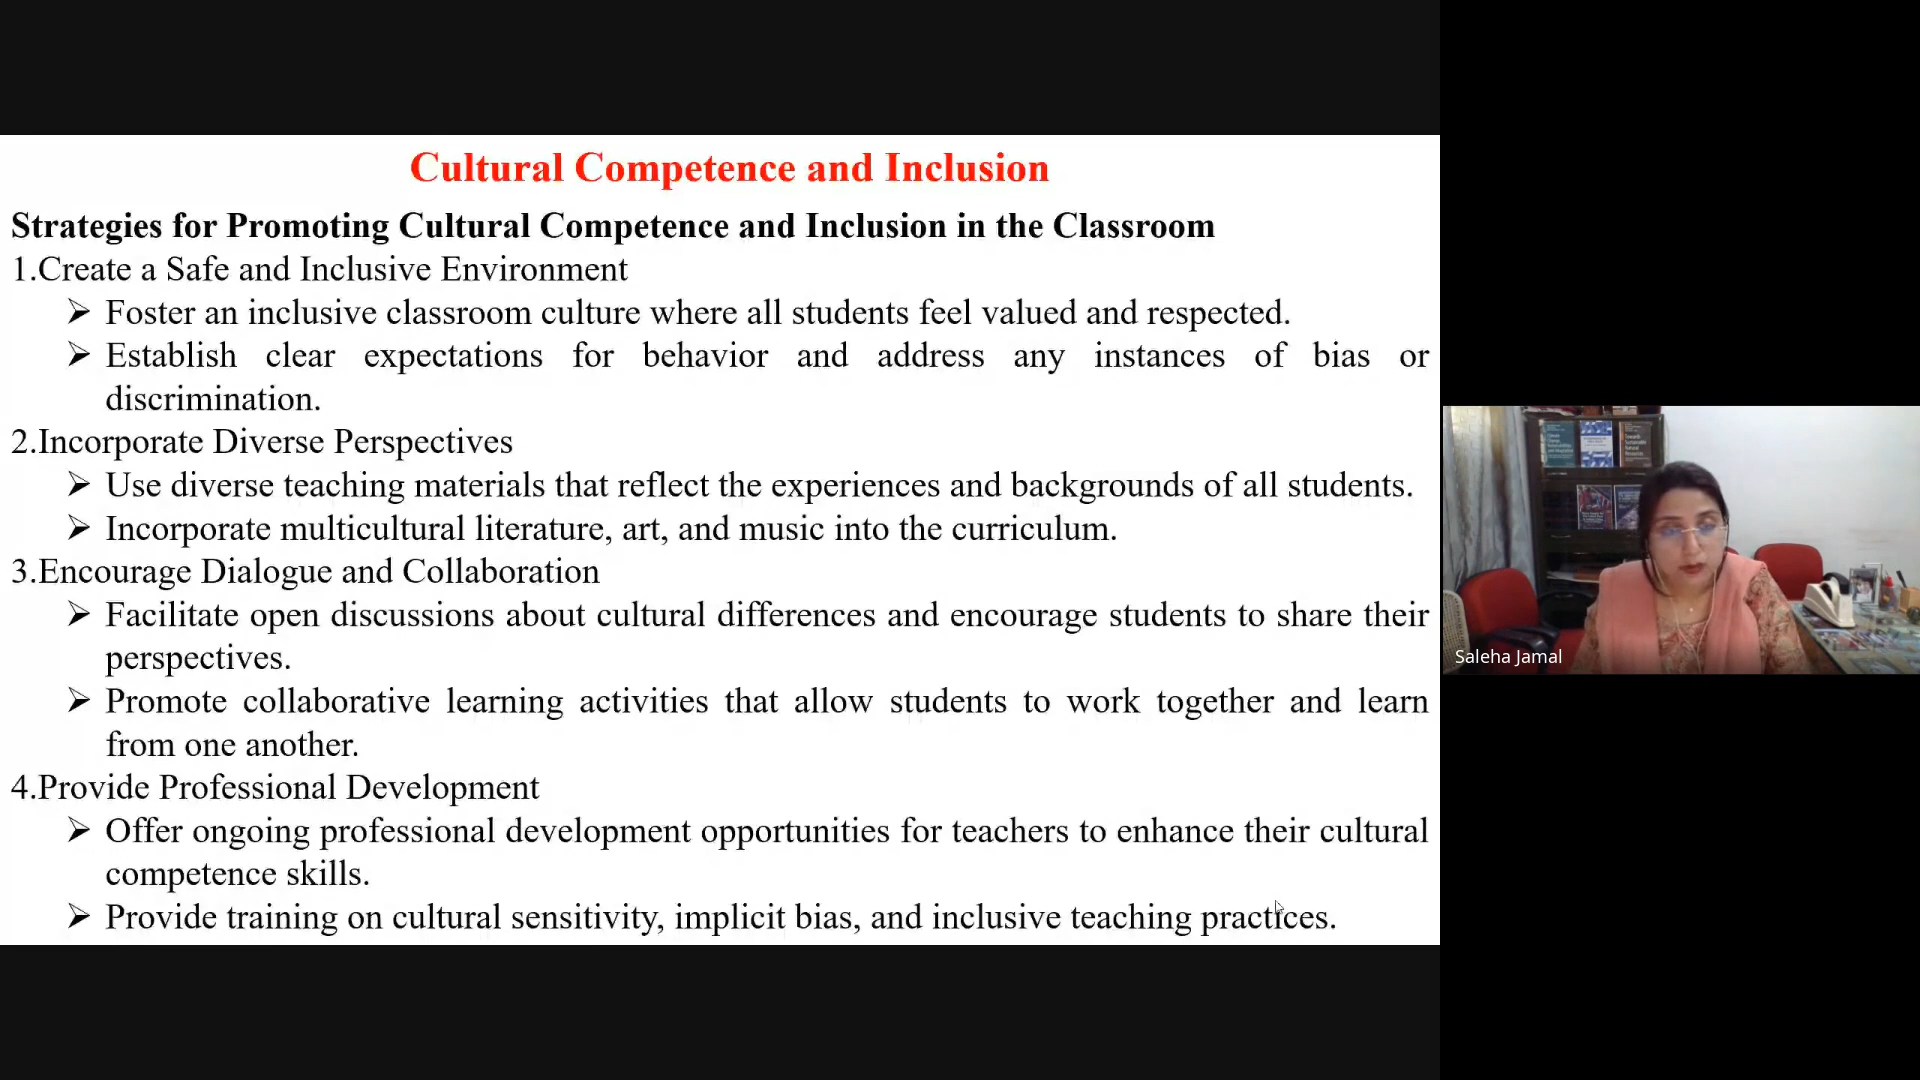 Cultural Competence and Inclusion
Strategies for Promoting Cultural Competence and Inclusion in the Classroom
1.Create a Safe and Inclusive Environment
➢ Foster an inclusive classroom culture where all students feel valued and respected.
➢ Establish clear expectations for behavior and address any instances of bias or
discrimination.
2.Incorporate Diverse Perspectives
➢ Use diverse teaching materials that reflect the experiences and backgrounds of all students.
➢ Incorporate multicultural literature, art, and music into the curriculum.
3.Encourage Dialogue and Collaboration
➢ Facilitate open discussions about cultural differences and encourage students to share their
perspectives.
➢ Promote collaborative learning activities that allow students to work together and learn
from one another.
4.Provide Professional Development
➢ Offer ongoing professional development opportunities for teachers to enhance their cultural
competence skills.
➢ Provide training on cultural sensitivity, implicit bias, and inclusive teaching practices.
Saleha Jamal